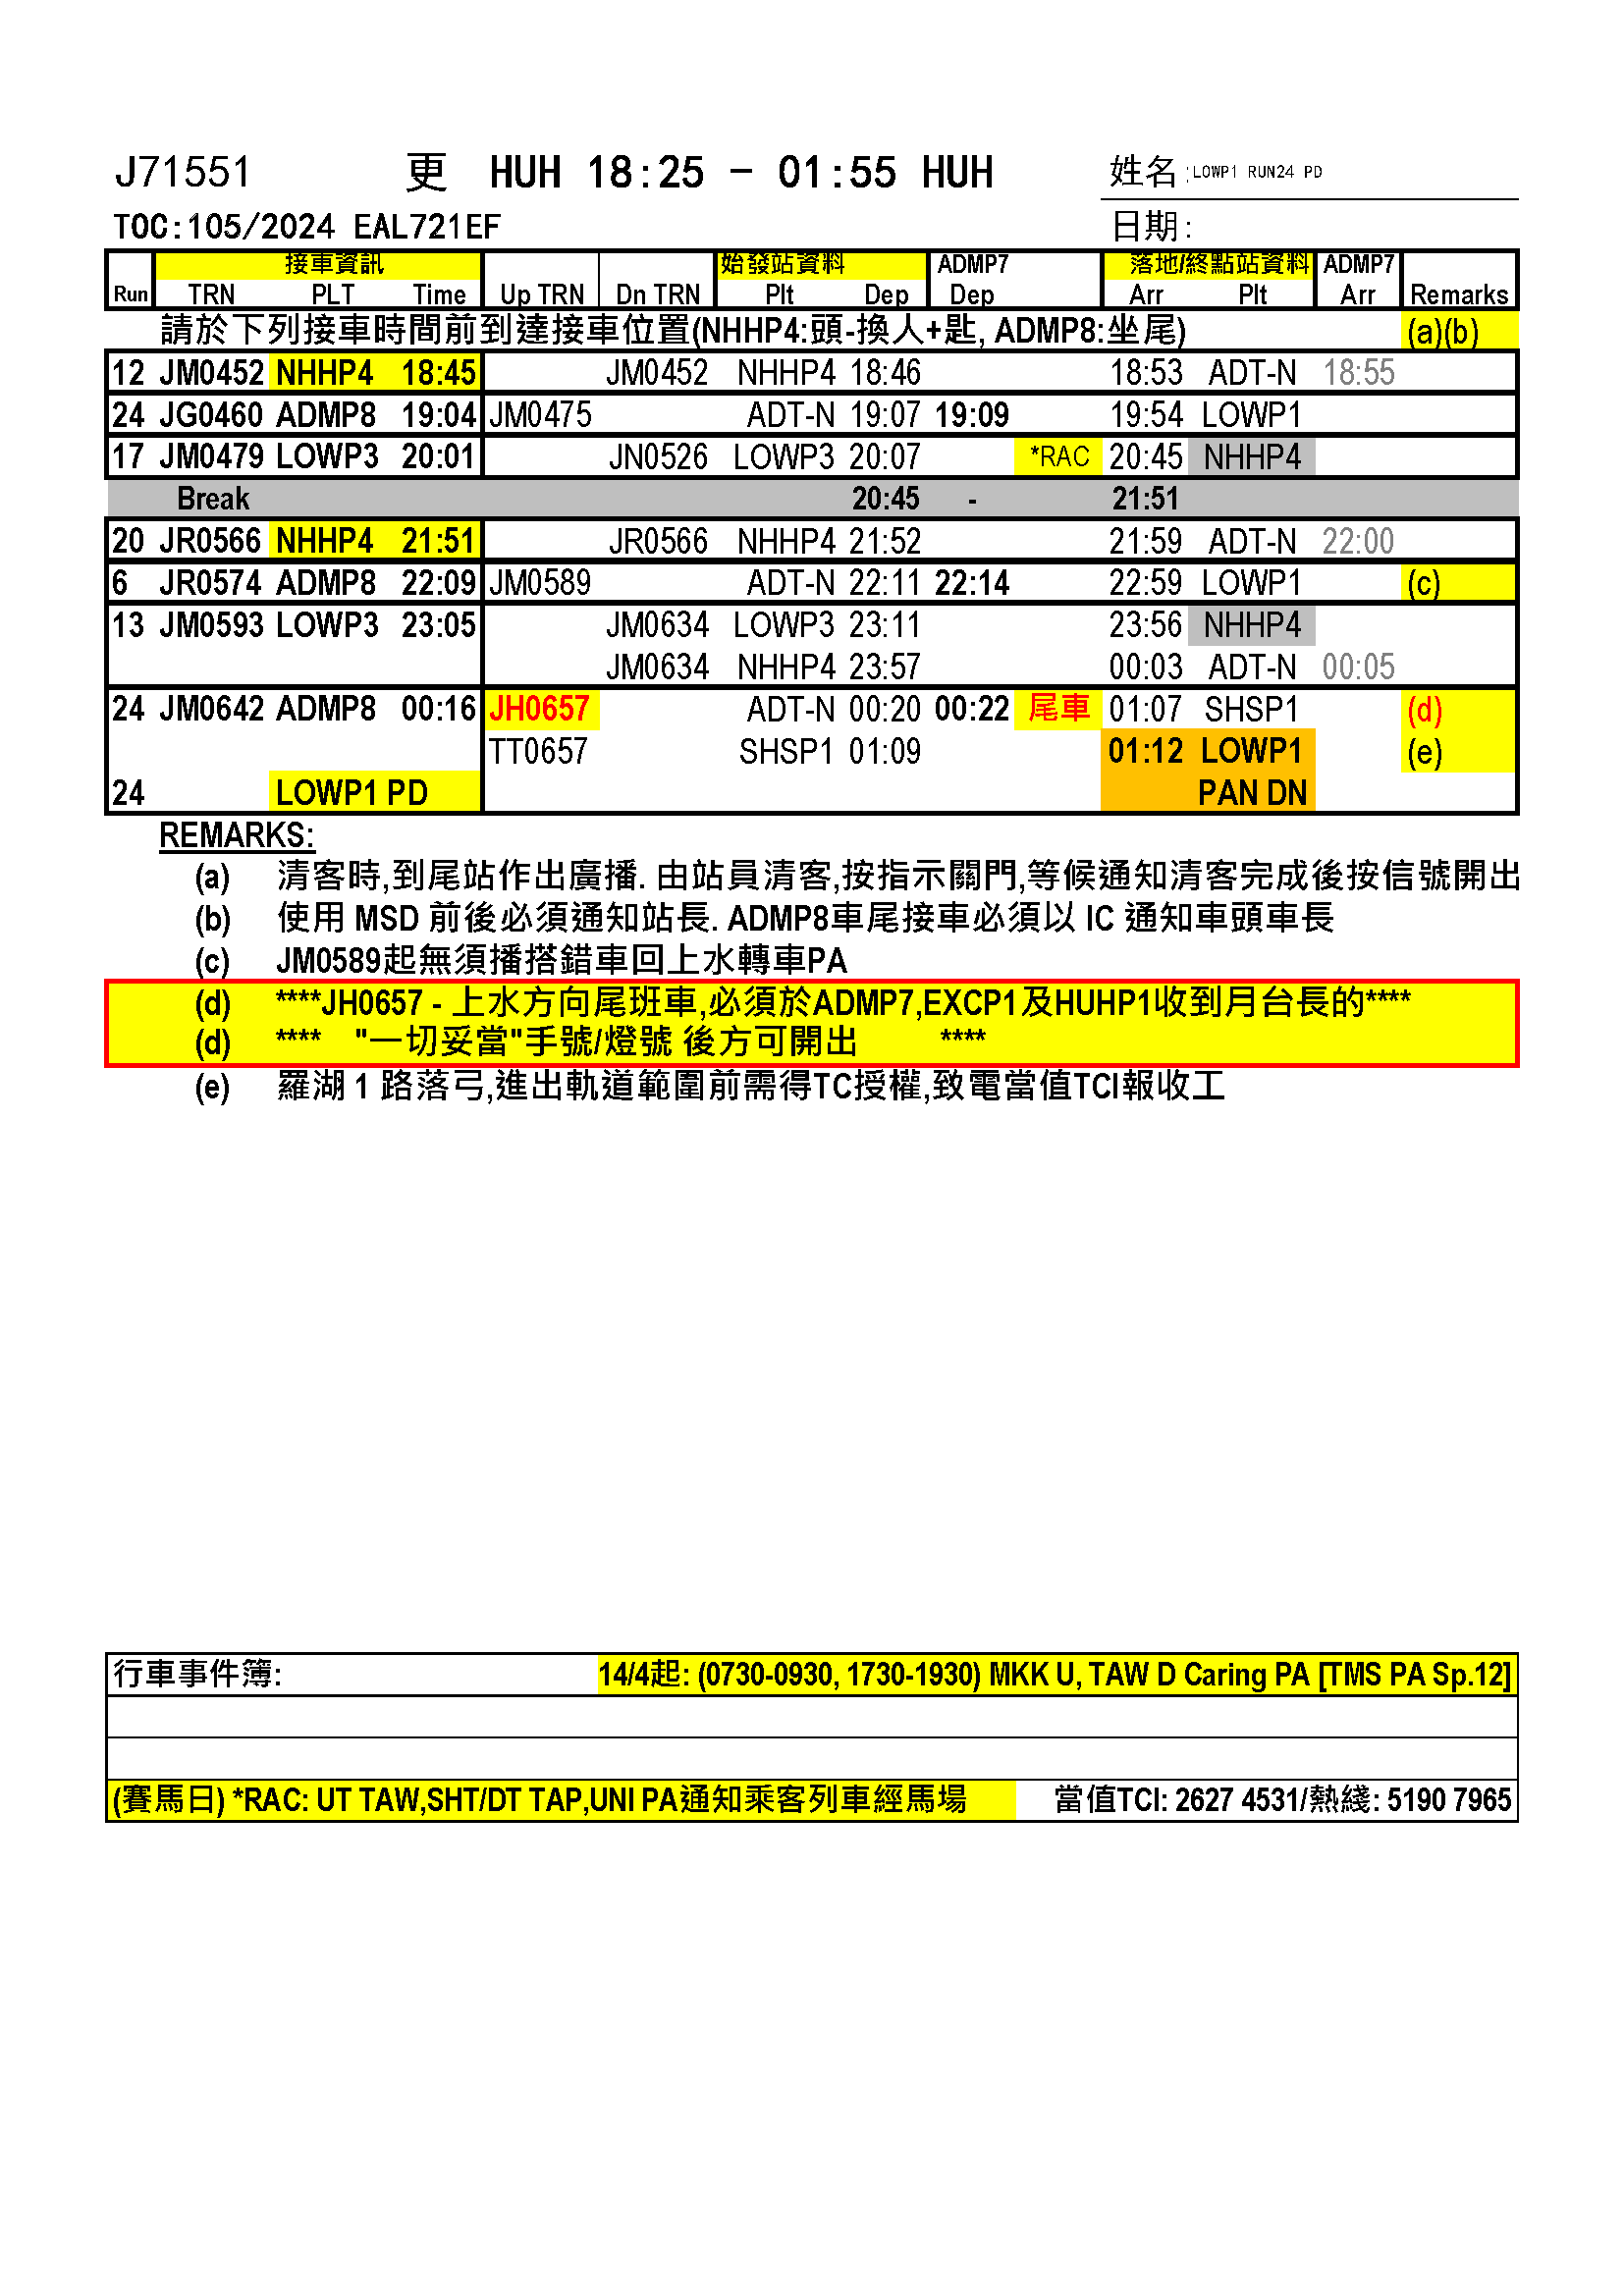 J71551 更 HUH 18:25 - 01:55 HUH 姓名:LOWP1 RUN24 PD
TOC:105/2024 EAL721EF 日期:
接車資訊 始發站資料 ADMP7 落地/終點站資料 ADMP7
Run TRN PLT Time Up TRN Dn TRN Plt Dep Dep Arr Plt Arr Remarks
請於下列接車時間前到達接車位置(NHHP4:頭-換人+匙, ADMP8:坐尾) (a)(b)
12 JM0452 NHHP4 18:45 JM0452 NHHP4 18:46 18:53 ADT-N 18:55
24 JG0460 ADMP8 19:04 JM0475 ADT-N 19:07 19:09 19:54 LOWP1
17 JM0479 LOWP3 20:01 JN0526 LOWP3 20:07 *RAC 20:45 NHHP4
Break 20:45 - 21:51
20 JR0566 NHHP4 21:51 JR0566 NHHP4 21:52 21:59 ADT-N 22:00
6 JR0574 ADMP8 22:09 JM0589 ADT-N 22:11 22:14 22:59 LOWP1 (c)
13 JM0593 LOWP3 23:05 JM0634 LOWP3 23:11 23:56 NHHP4
JM0634 NHHP4 23:57 00:03 ADT-N 00:05
24 JM0642 ADMP8 00:16 JH0657 ADT-N 00:20 00:22 尾車 01:07 SHSP1 (d)
TT0657 SHSP1 01:09 01:12 LOWP1 (e)
24 LOWP1 PD PAN DN
REMARKS:
(a) 清客時,到尾站作出廣播. 由站員清客,按指示關門,等候通知清客完成後按信號開出
(b) 使用 MSD 前後必須通知站長. ADMP8車尾接車必須以 IC 通知車頭車長
(c) JM0589起無須播搭錯車回上水轉車PA
(d) ****JH0657 - 上水方向尾班車,必須於ADMP7,EXCP1及HUHP1收到月台長的****
(d) **** "一切妥當"手號/燈號 後方可開出 ****
(e) 羅湖 1 路落弓,進出軌道範圍前需得TC授權,致電當值TCI報收工
行車事件簿: 14/4起: (0730-0930, 1730-1930) MKK U, TAW D Caring PA [TMS PA Sp.12]
(賽馬日) *RAC: UT TAW,SHT/DT TAP,UNI PA通知乘客列車經馬場 當值TCI: 2627 4531/熱綫: 5190 7965